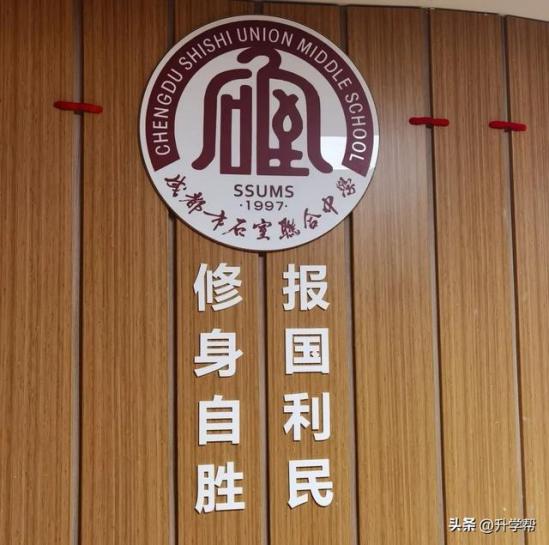 CHENGDU SHISHI UNION MIDDLE SCHOOL
SSUMS
·1997·
成都市石室联合中学
修身自胜
报国利民
头条 @升学帮